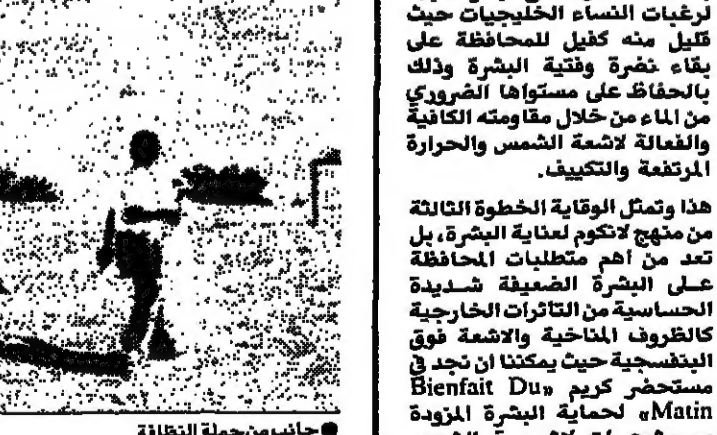 لرغبات النساء الخليجيات حيث
قليل منه كفيل للمحافظة على
بقاء نضرة وفتية البشرة وذلك
بالحفاظ على مستواها الضروري
من الماء من خلال مقاومته الكافية
والفعالة لاشعة الشمس والحرارة
المرتفعة والتكييف.
هذا وتمثل الوقاية الخطوة الثالثة
من منهج لانكوم لعناية البشرة، بل
تعد من أهم متطلبات المحافظة
على البشرة الضعيفة شديدة
الحساسية من التأثرات الخارجية
كالظروف المناخية والاشعة فوق
البنفسجية حيث يمكننا ان نجد في
مستحضر كريم «Bienfait Du
Matin» لحماية البشرة المزودة
● جانب من حملة النظافة